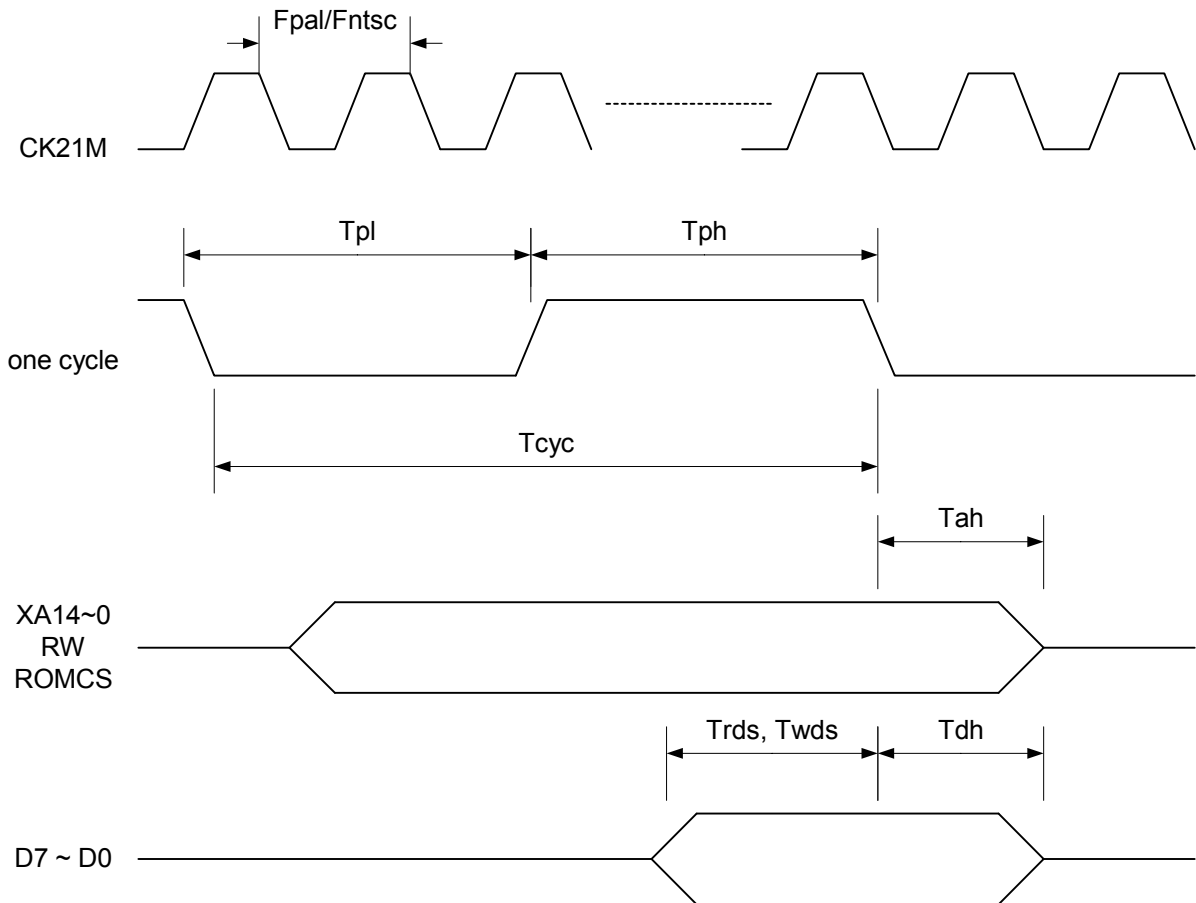 Fpal/Fntsc
CK21M
Tpl
Tph
one cycle
Tcyc
Tah
XA14~0
RW
ROMCS
Trds, Twds
Tdh
D7 ~ D0